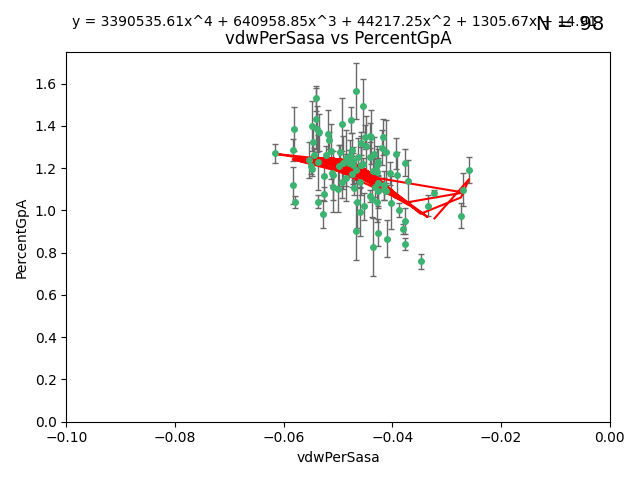 y = 3390535.61x^4 + 640958.85x^3 + 44217.25x^2 + 1305.67x + 14.91
N = 98
vdwPerSasa vs PercentGpA
1.6
1.4
1.2
1.0
0.8
0.6
0.4
0.2
0.0
PercentGpA
-0.10 -0.08 -0.06 -0.04 -0.02 0.00
vdwPerSasa